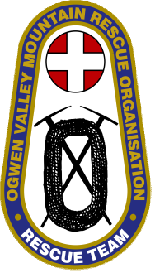 OGWEN VALLEY MOUNTAIN RESCUE ORGANISATION
RESCUE TEAM